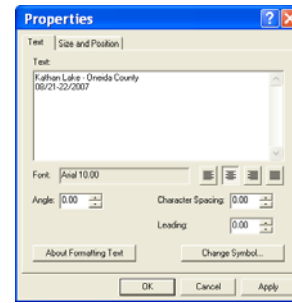 Properties
Text
Size and Position
Text:
Kathan Lake - Oneida County
08/21-22/2007
Font: Arial 10.00
Angle: 0.00
Character Spacing: 0.00
Leading: 0.00
About Formatting Text
Change Symbol...
OK
Cancel
Apply